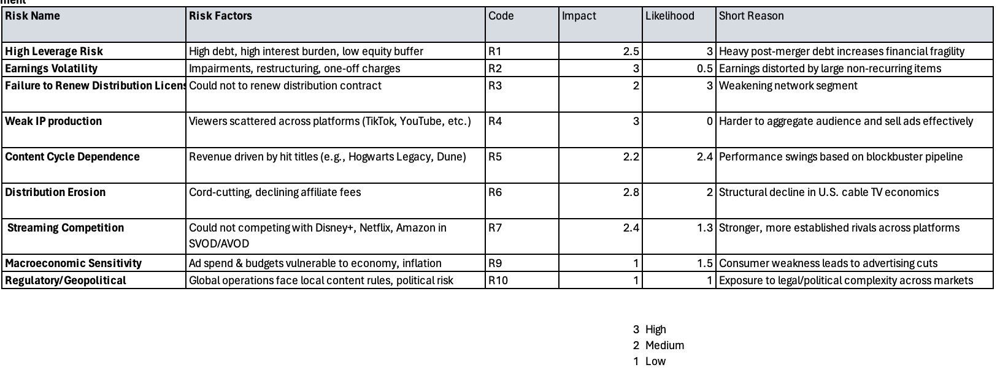 ment
Risk Name Risk Factors Code Impact Likelihood Short Reason
High Leverage Risk High debt, high interest burden, low equity buffer R1 2.5 3 Heavy post-merger debt increases financial fragility
Earnings Volatility Impairments, restructuring, one-off charges R2 3 0.5 Earnings distorted by large non-recurring items
Failure to Renew Distribution Licens Could not to renew distribution contract R3 2 3 Weakening network segment
Weak IP production Viewers scattered across platforms (TikTok, YouTube, etc.) R4 3 0 Harder to aggregate audience and sell ads effectively
Content Cycle Dependence Revenue driven by hit titles (e.g., Hogwarts Legacy, Dune) R5 2.2 2.4 Performance swings based on blockbuster pipeline
Distribution Erosion Cord-cutting, declining affiliate fees R6 2.8 2 Structural decline in U.S. cable TV economics
Streaming Competition Could not competing with Disney+, Netflix, Amazon in R7 2.4 1.3 Stronger, more established rivals across platforms
SVOD/AVOD
Macroeconomic Sensitivity Ad spend & budgets vulnerable to economy, inflation R9 1 1.5 Consumer weakness leads to advertising cuts
Regulatory/Geopolitical Global operations face local content rules, political risk R10 1 1 Exposure to legal/political complexity across markets
3 High
2 Medium
1 Low